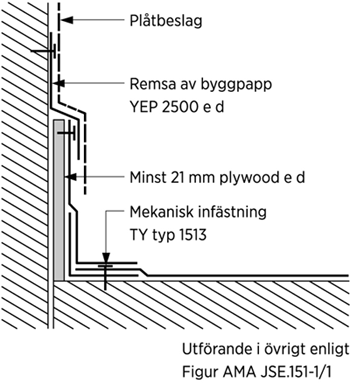 Plåtbeslag
Remsa av byggpapp
YEP 2500 e d
Minst 21 mm plywood e d
Mekanisk infästning
TY typ 1513
Utförande i övrigt enligt
Figur AMA JSE.151-1/1